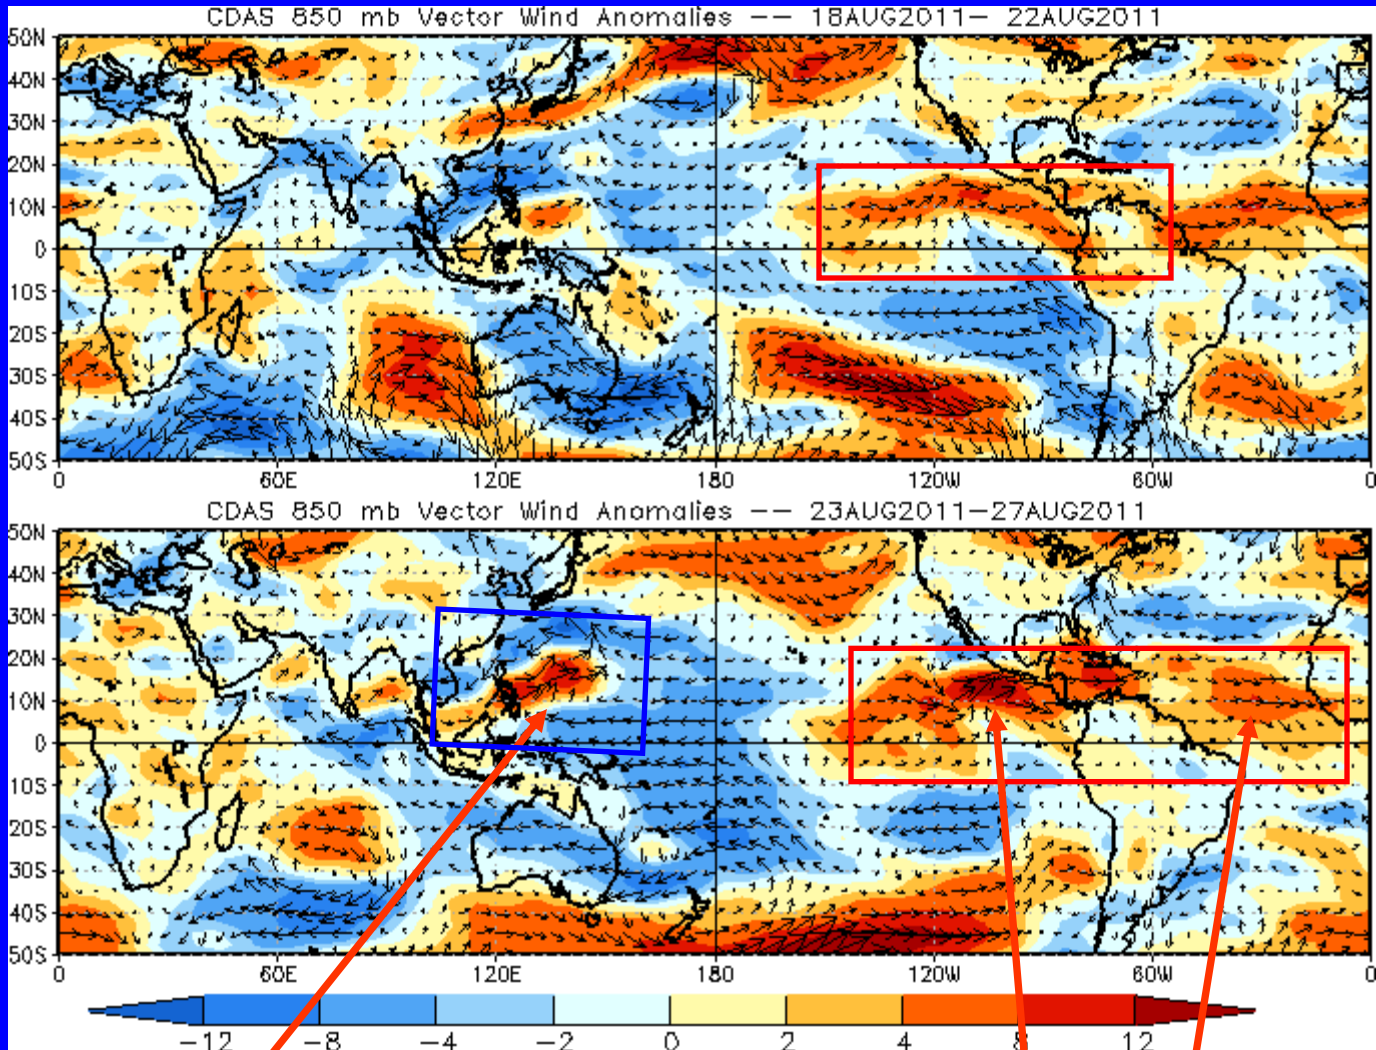 CDAS 850 mb Vector Wind Anomalies -- 18AUG2011- 22AUG2011
50N
40N
30N
20N
10N
0
10S
20S
30S
40S
50S
0 60E 120E 180 120W 60W 0
CDAS 850 mb Vector Wind Anomalies -- 23AUG2011-27AUG2011
50N
40N
30N
20N
10N
0
10S
20S
30S
40S
50S
0 60E 120E 180 120W 60W 0
-12 -8 -4 -2 0 2 4 8 12